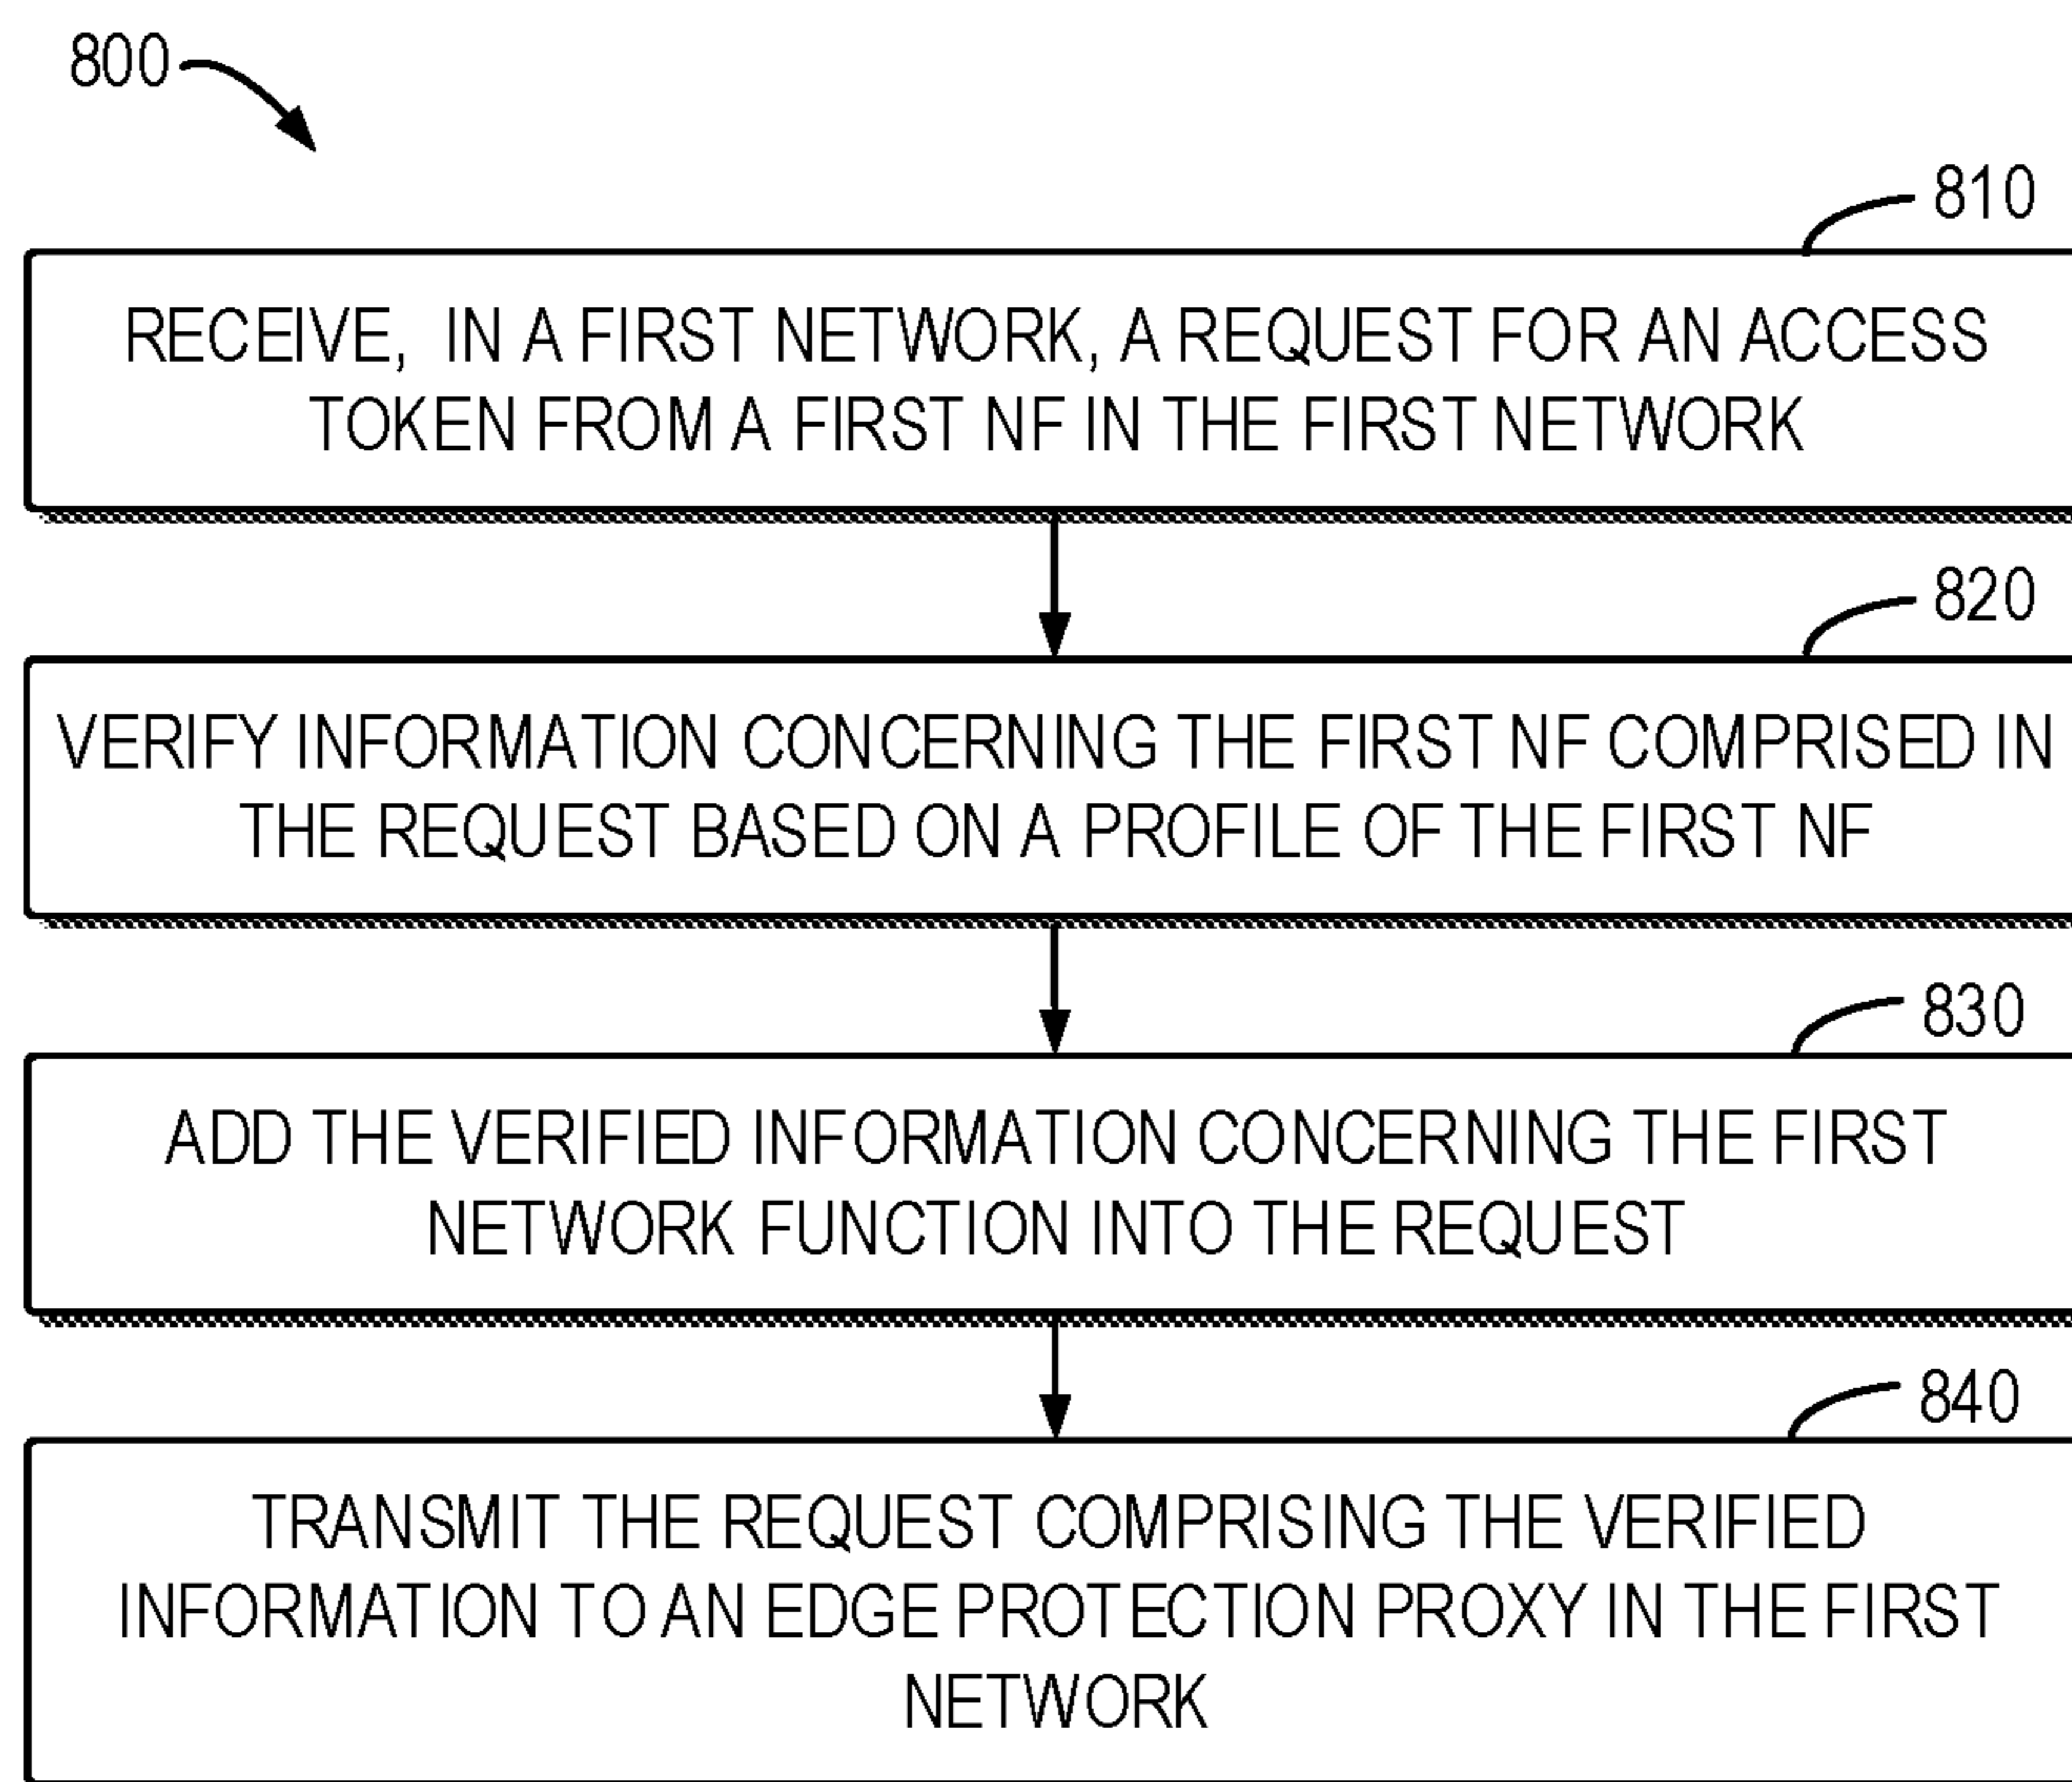 800
810
RECEIVE, IN A FIRST NETWORK, A REQUEST FOR AN ACCESS
TOKEN FROM A FIRST NF IN THE FIRST NETWORK
820
VERIFY INFORMATION CONCERNING THE FIRST NF COMPRISED IN
THE REQUEST BASED ON A PROFILE OF THE FIRST NF
830
ADD THE VERIFIED INFORMATION CONCERNING THE FIRST
NETWORK FUNCTION INTO THE REQUEST
840
TRANSMIT THE REQUEST COMPRISING THE VERIFIED
INFORMATION TO AN EDGE PROTECTION PROXY IN THE FIRST
NETWORK